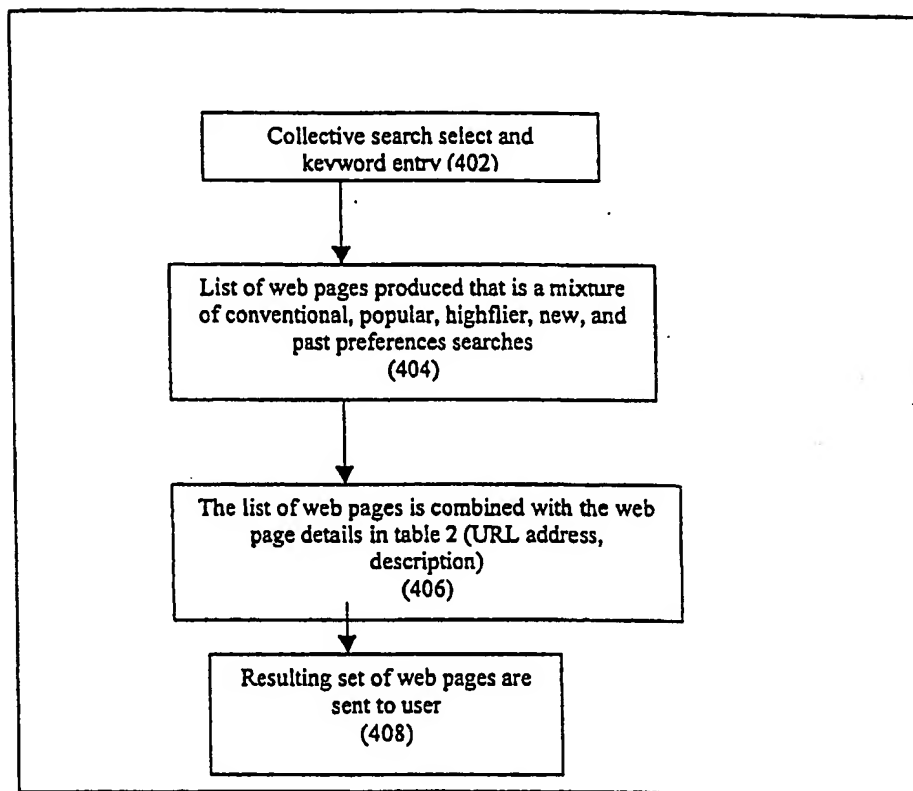 Collective search select and
keyword entry (402)
List of web pages produced that is a mixture
of conventional, popular, highflier, new, and
past preferences searches
(404)
The list of web pages is combined with the web
page details in table 2 (URL address,
description)
(406)
Resulting set of web pages are
sent to user
(408)